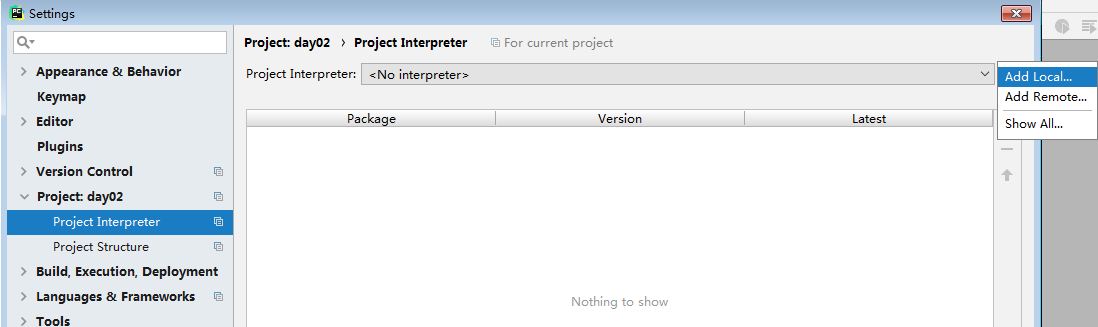 Settings
Project: day02 › Project Interpreter For current project
Project Interpreter: <No interpreter>
Add Local...
Add Remote...
Show All...
Package Version Latest
Nothing to show
Appearance & Behavior
Keymap
Editor
Plugins
Version Control
Project: day02
Project Interpreter
Project Structure
Build, Execution, Deployment
Languages & Frameworks
Tools